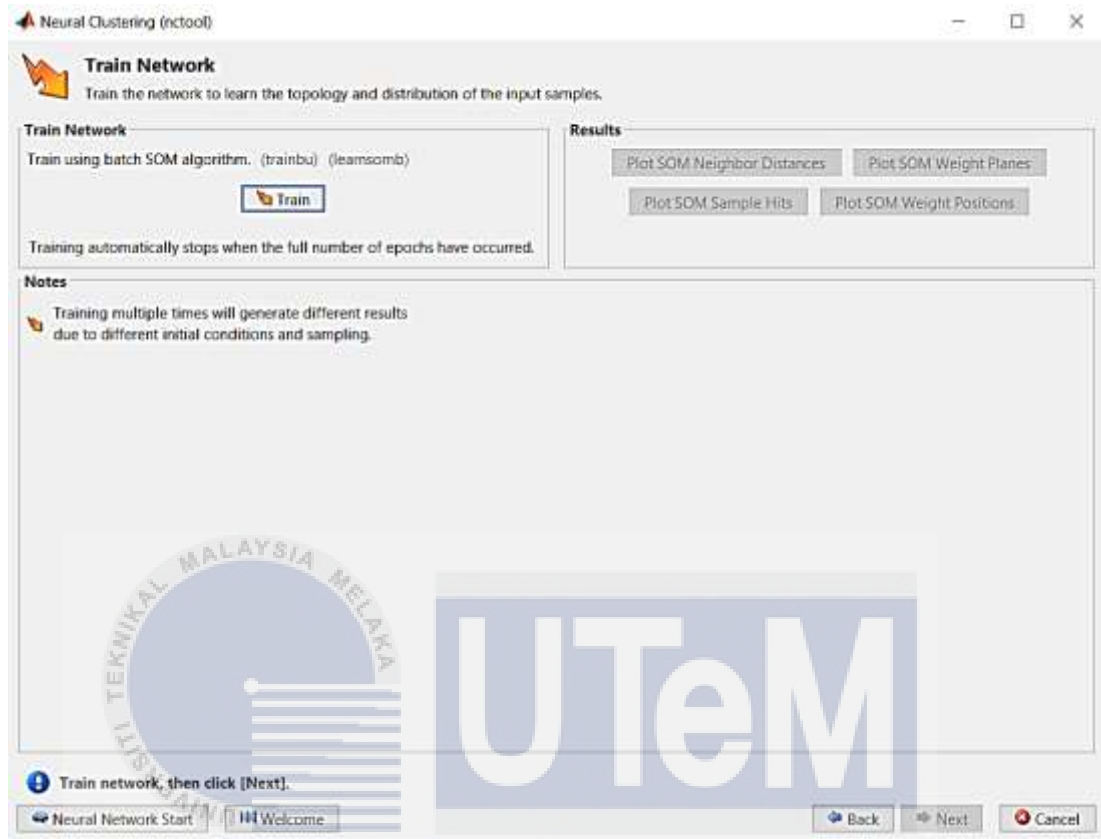 Neural Clustering (nctool)
Train Network
Train the network to learn the topology and distribution of the input samples.
Train Network
Train using batch SOM algorithm. (trainbu) (learnsomb)
Train
Training automatically stops when the full number of epochs have occurred.
Results
Plot SOM Neighbor Distances
Plot SOM Weight Planes
Plot SOM Sample Hits
Plot SOM Weight Positions
Notes
Training multiple times will generate different results
due to different initial conditions and sampling.
TEKNIKAL MALAYSIA MELAKA
UTeM
Train network, then click [Next].
Neural Network Start
Welcome
Back
Next
Cancel